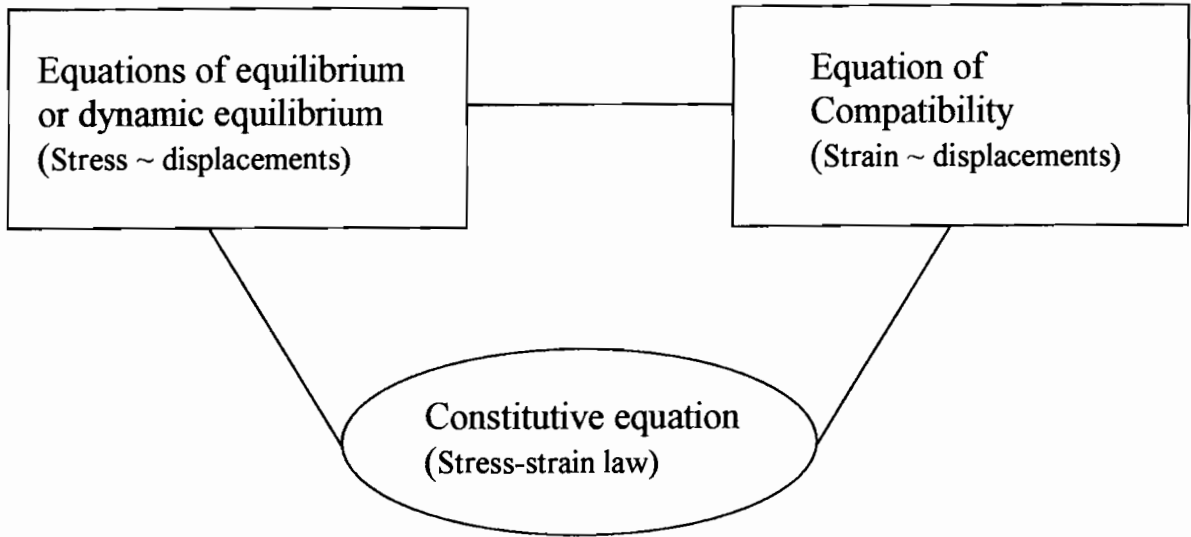 Equations of equilibrium
or dynamic equilibrium
(Stress ~ displacements)
Equation of
Compatibility
(Strain ~ displacements)
Constitutive equation
(Stress-strain law)